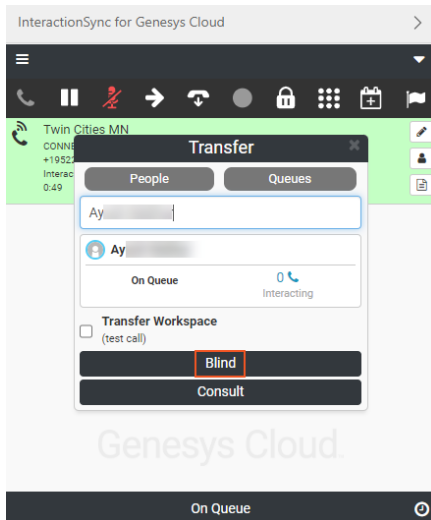 InteractionSync for Genesys Cloud
Twin Cities MN
CONNE
+19522
Interac
0:49
Transfer
People
Queues
Ay
Ay
On Queue
0
Interacting
Transfer Workspace
(test call)
Blind
Consult
Genesys Cloud
On Queue